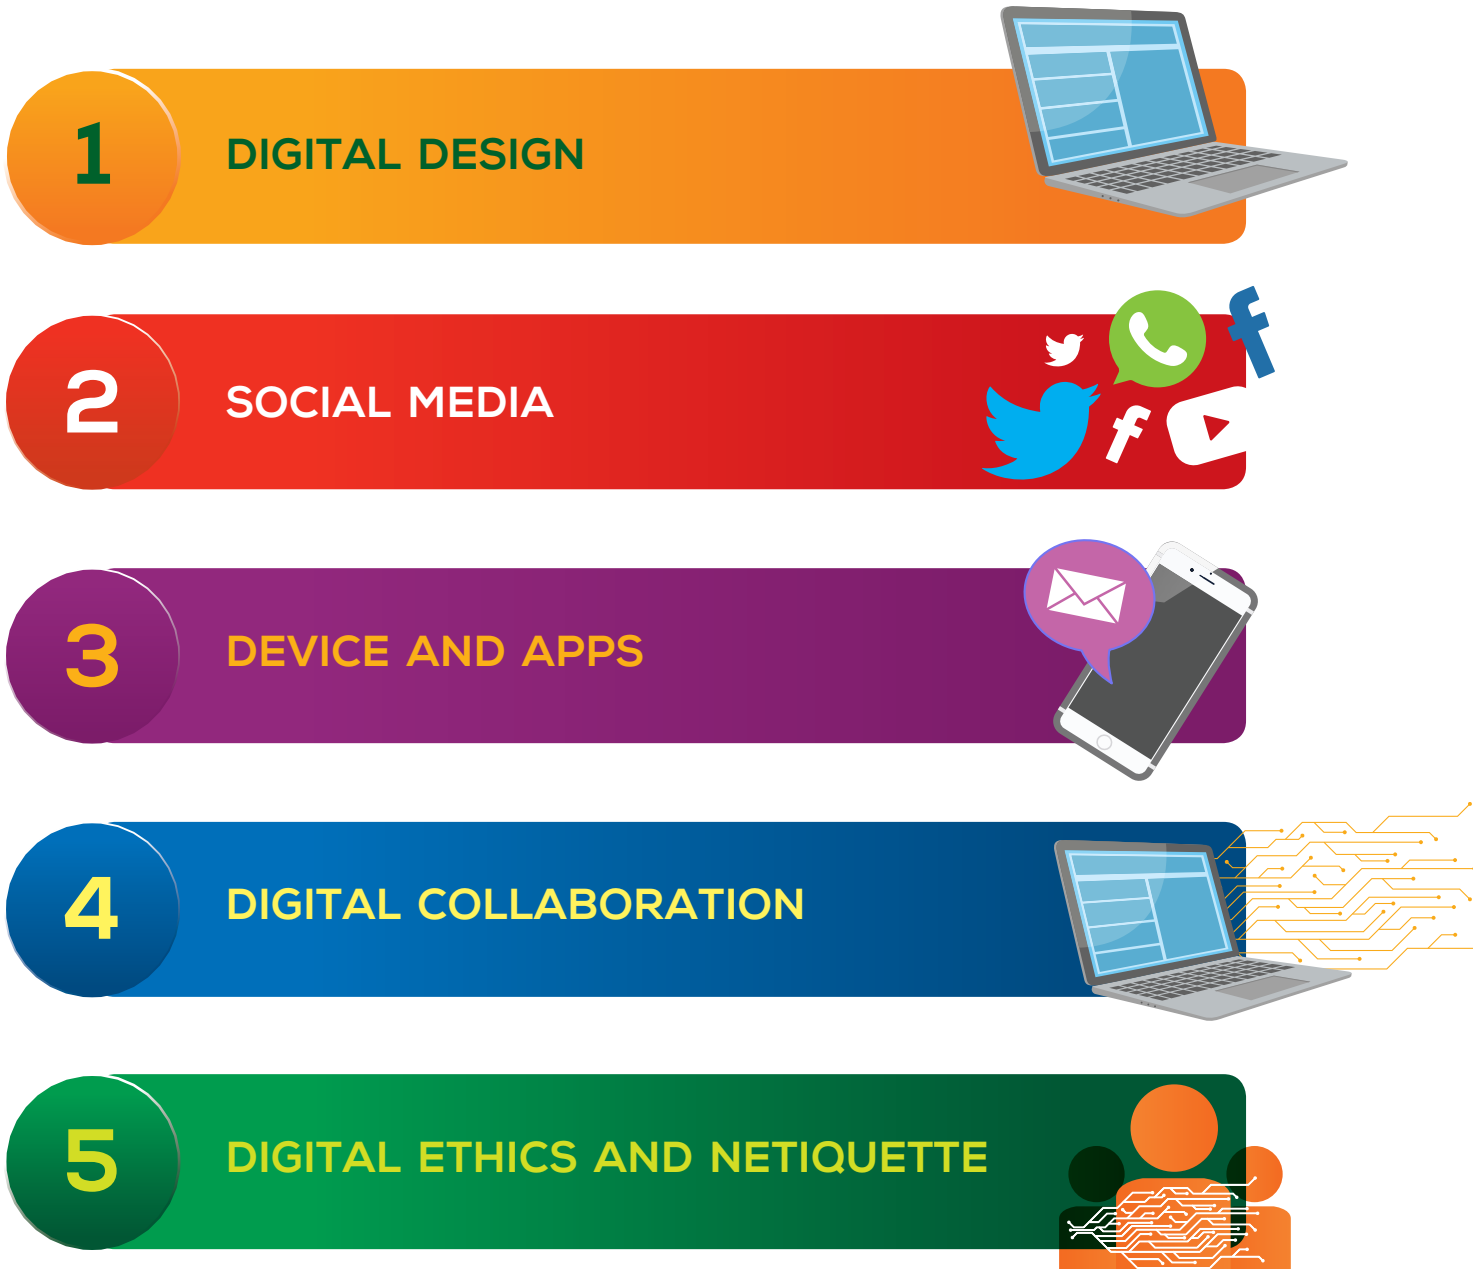 1
DIGITAL DESIGN
2
SOCIAL MEDIA
3
DEVICE AND APPS
4
DIGITAL COLLABORATION
5
DIGITAL ETHICS AND NETIQUETTE